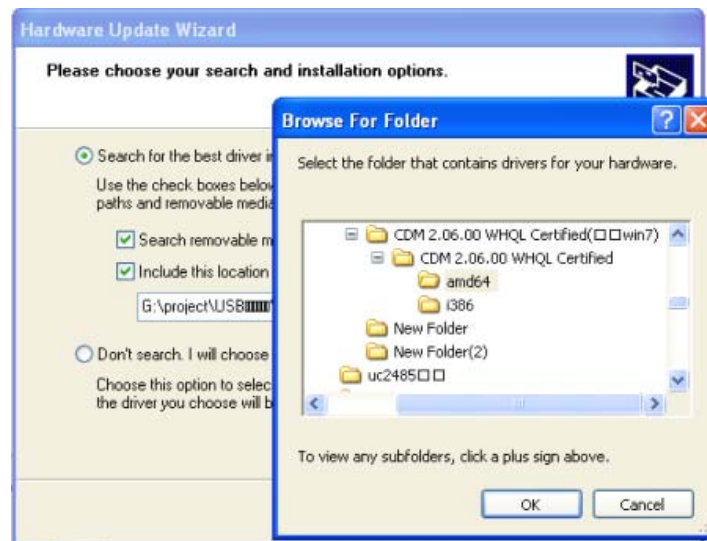 Hardware Update Wizard
Please choose your search and installation options.
Search for the best driver i
Use the check boxes below
paths and removable media
Search removable m
Include this location
G:\project\USB
Don't search. I will choose
Choose this option to selec
the driver you choose will b
Browse For Folder
Select the folder that contains drivers for your hardware.
CDM 2.06.00 WHQL Certified(□□win7)
CDM 2.06.00 WHQL Certified
amd64
i386
New Folder
New Folder(2)
uc2485□□
To view any subfolders, click a plus sign above.
OK
Cancel